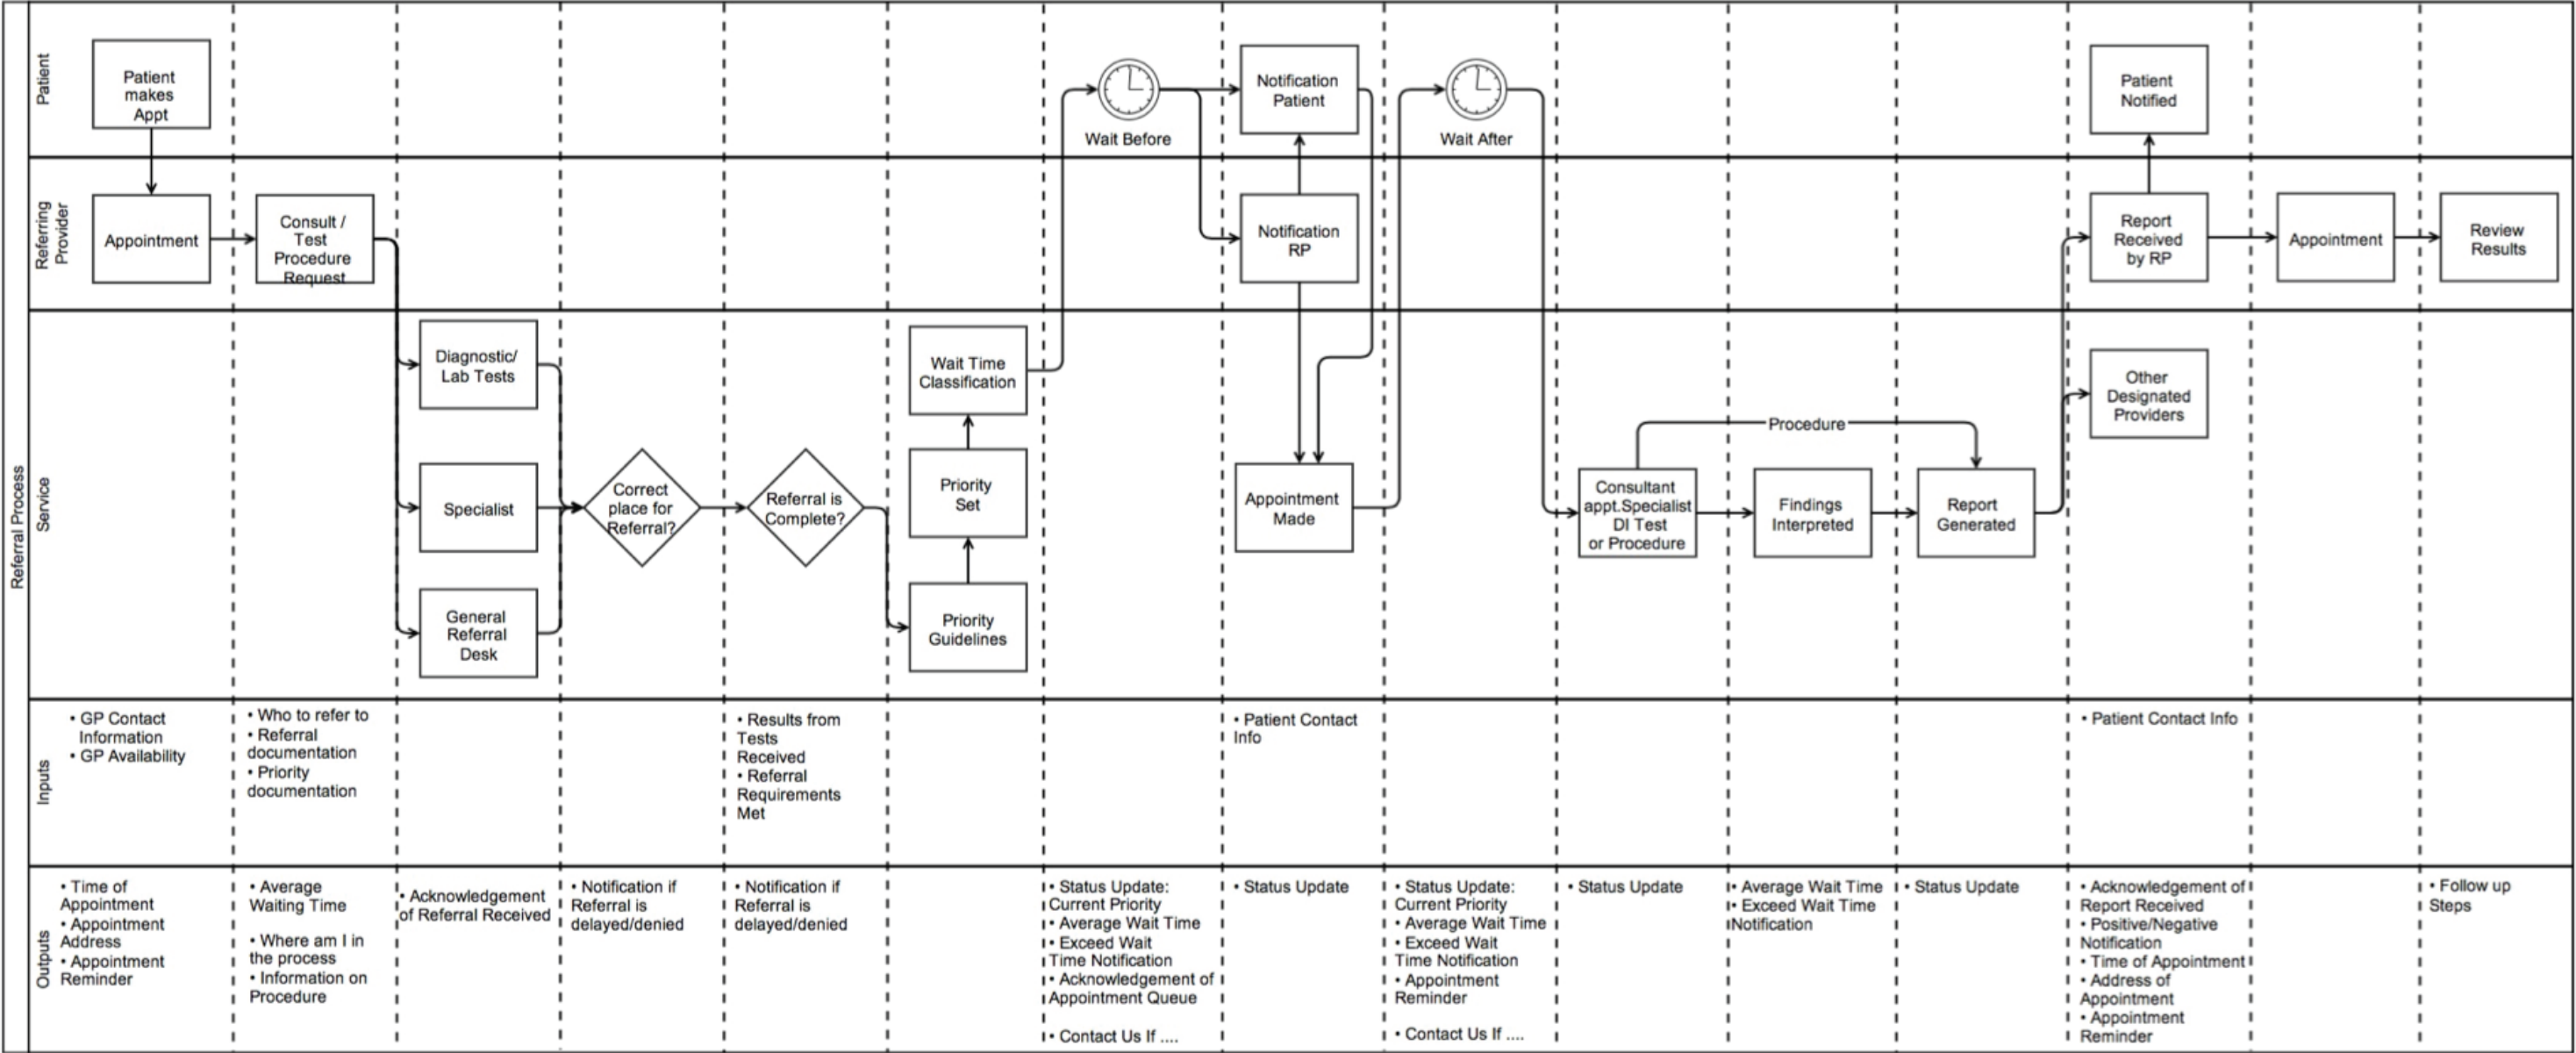 Referral Process
Patient
Patient
makes
Appt
Wait Before
Notification
Patient
Wait After
Patient
Notified
Referring
Provider
Appointment
Consult /
Test
Procedure
Request
Notification
RP
Report
Received
by RP
Appointment
Review
Results
Service
Diagnostic/
Lab Tests
Specialist
General
Referral
Desk
Correct
place for
Referral?
Referral is
Complete?
Wait Time
Classification
Priority
Set
Priority
Guidelines
Appointment
Made
Procedure
Consultant
appt.Specialist
DI Test
or Procedure
Findings
Interpreted
Report
Generated
Other
Designated
Providers
Inputs
• GP Contact
Information
• GP Availability
• Who to refer to
• Referral
documentation
• Priority
documentation
• Results from
Tests
Received
• Referral
Requirements
Met
• Patient Contact
Info
• Patient Contact Info
Outputs
• Time of
Appointment
• Appointment
Address
• Appointment
Reminder
• Average
Waiting Time
• Where am I in
the process
• Information on
Procedure
• Acknowledgement
of Referral Received
• Notification if
Referral is
delayed/denied
• Notification if
Referral is
delayed/denied
• Status Update:
Current Priority
• Average Wait Time
• Exceed Wait
Time Notification
• Acknowledgement of
Appointment Queue
• Contact Us If ....
• Status Update
• Status Update:
Current Priority
• Average Wait Time
• Exceed Wait
Time Notification
• Appointment
Reminder
• Contact Us If ....
• Status Update
• Average Wait Time
• Exceed Wait Time
Notification
• Status Update
• Acknowledgement of
Report Received
• Positive/Negative
Notification
• Time of Appointment
• Address of
Appointment
• Appointment
Reminder
• Follow up
Steps